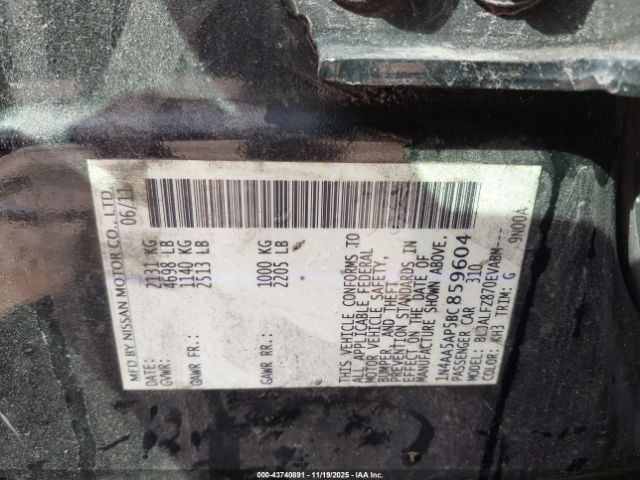 MFD BY NISSAN MOTOR CO., LTD.
DATE: 06/11
GVWR: 2131 KG
4698 LB
GAWR FR: 1140 KG
2513 LB
GAWR RR: 1000 KG
2205 LB
THIS VEHICLE CONFORMS TO
ALL APPLICABLE FEDERAL
MOTOR VEHICLE SAFETY,
BUMPER, AND THEFT
PREVENTION STANDARDS IN
EFFECT ON THE DATE OF
MANUFACTURE SHOWN ABOVE.
1N4AA5AP5BC859604
PASSENGER CAR 310
MODEL: BLJALFZ870EVABM---
COLOR: KH3 TRIM: G 9N00A
000-43740891 - 11/19/2025 - IAA Inc.